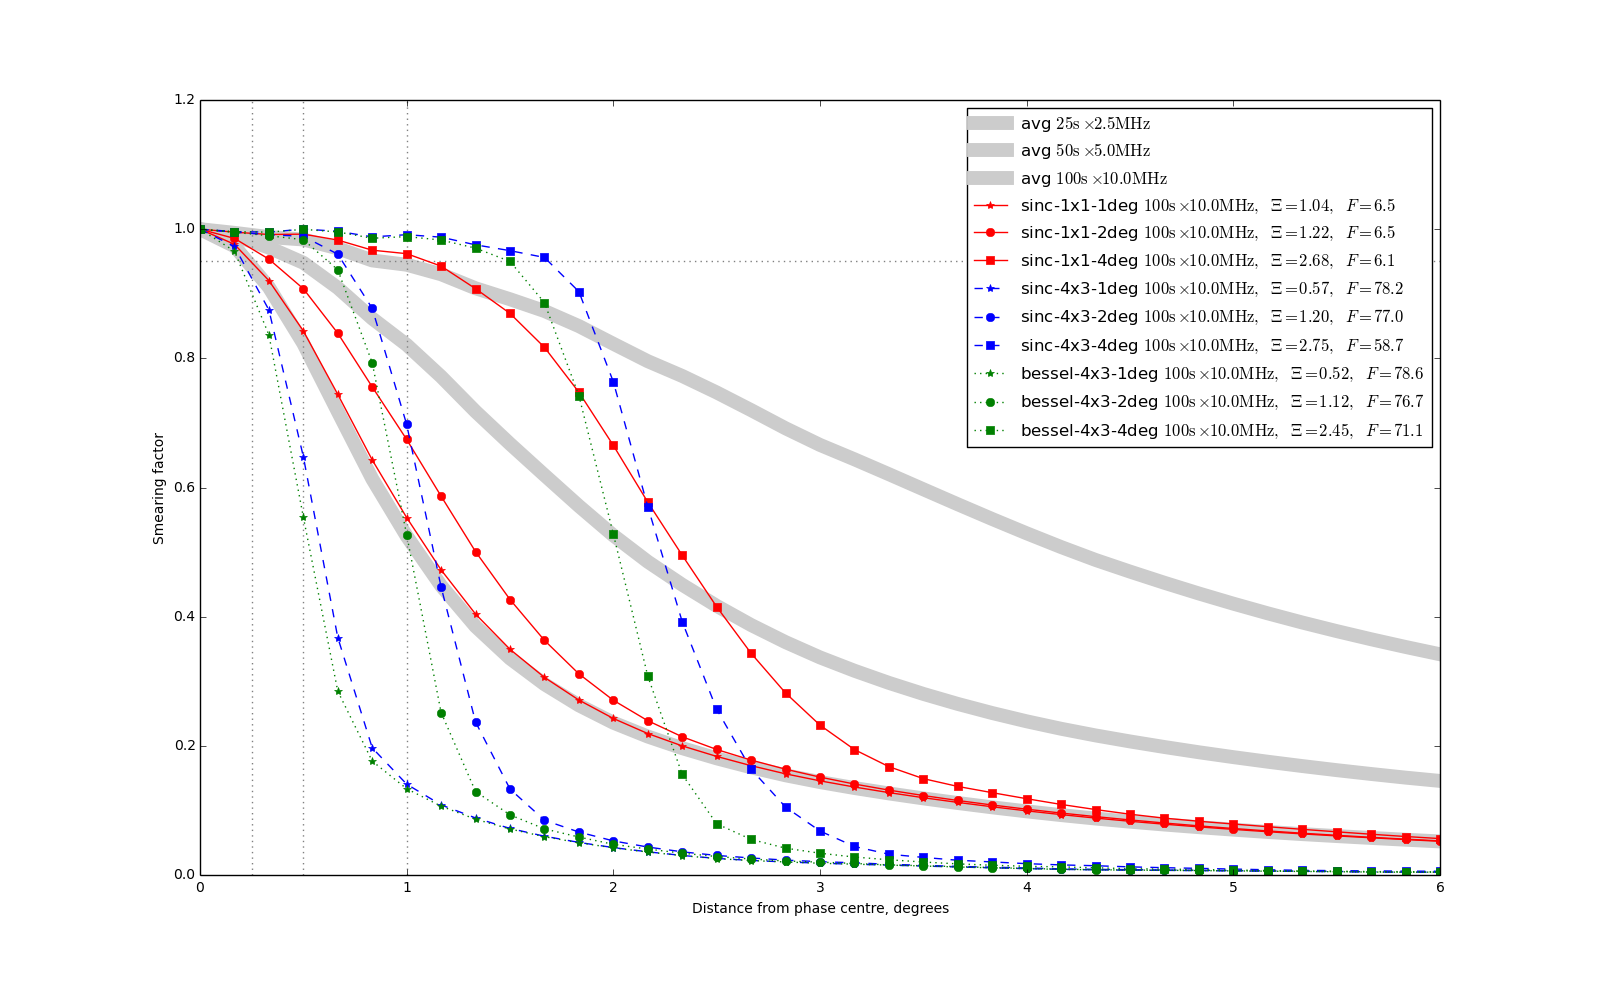 1.2
1.0
0.8
0.6
0.4
0.2
0.0
Smearing factor
avg 25s×2.5MHz
avg 50s×5.0MHz
avg 100s×10.0MHz
sinc-1x1-1deg 100s×10.0MHz, Ξ=1.04, F=6.5
sinc-1x1-2deg 100s×10.0MHz, Ξ=1.22, F=6.5
sinc-1x1-4deg 100s×10.0MHz, Ξ=2.68, F=6.1
sinc-4x3-1deg 100s×10.0MHz, Ξ=0.57, F=78.2
sinc-4x3-2deg 100s×10.0MHz, Ξ=1.20, F=77.0
sinc-4x3-4deg 100s×10.0MHz, Ξ=2.75, F=58.7
bessel-4x3-1deg 100s×10.0MHz, Ξ=0.52, F=78.6
bessel-4x3-2deg 100s×10.0MHz, Ξ=1.12, F=76.7
bessel-4x3-4deg 100s×10.0MHz, Ξ=2.45, F=71.1
0 1 2 3 4 5 6
Distance from phase centre, degrees